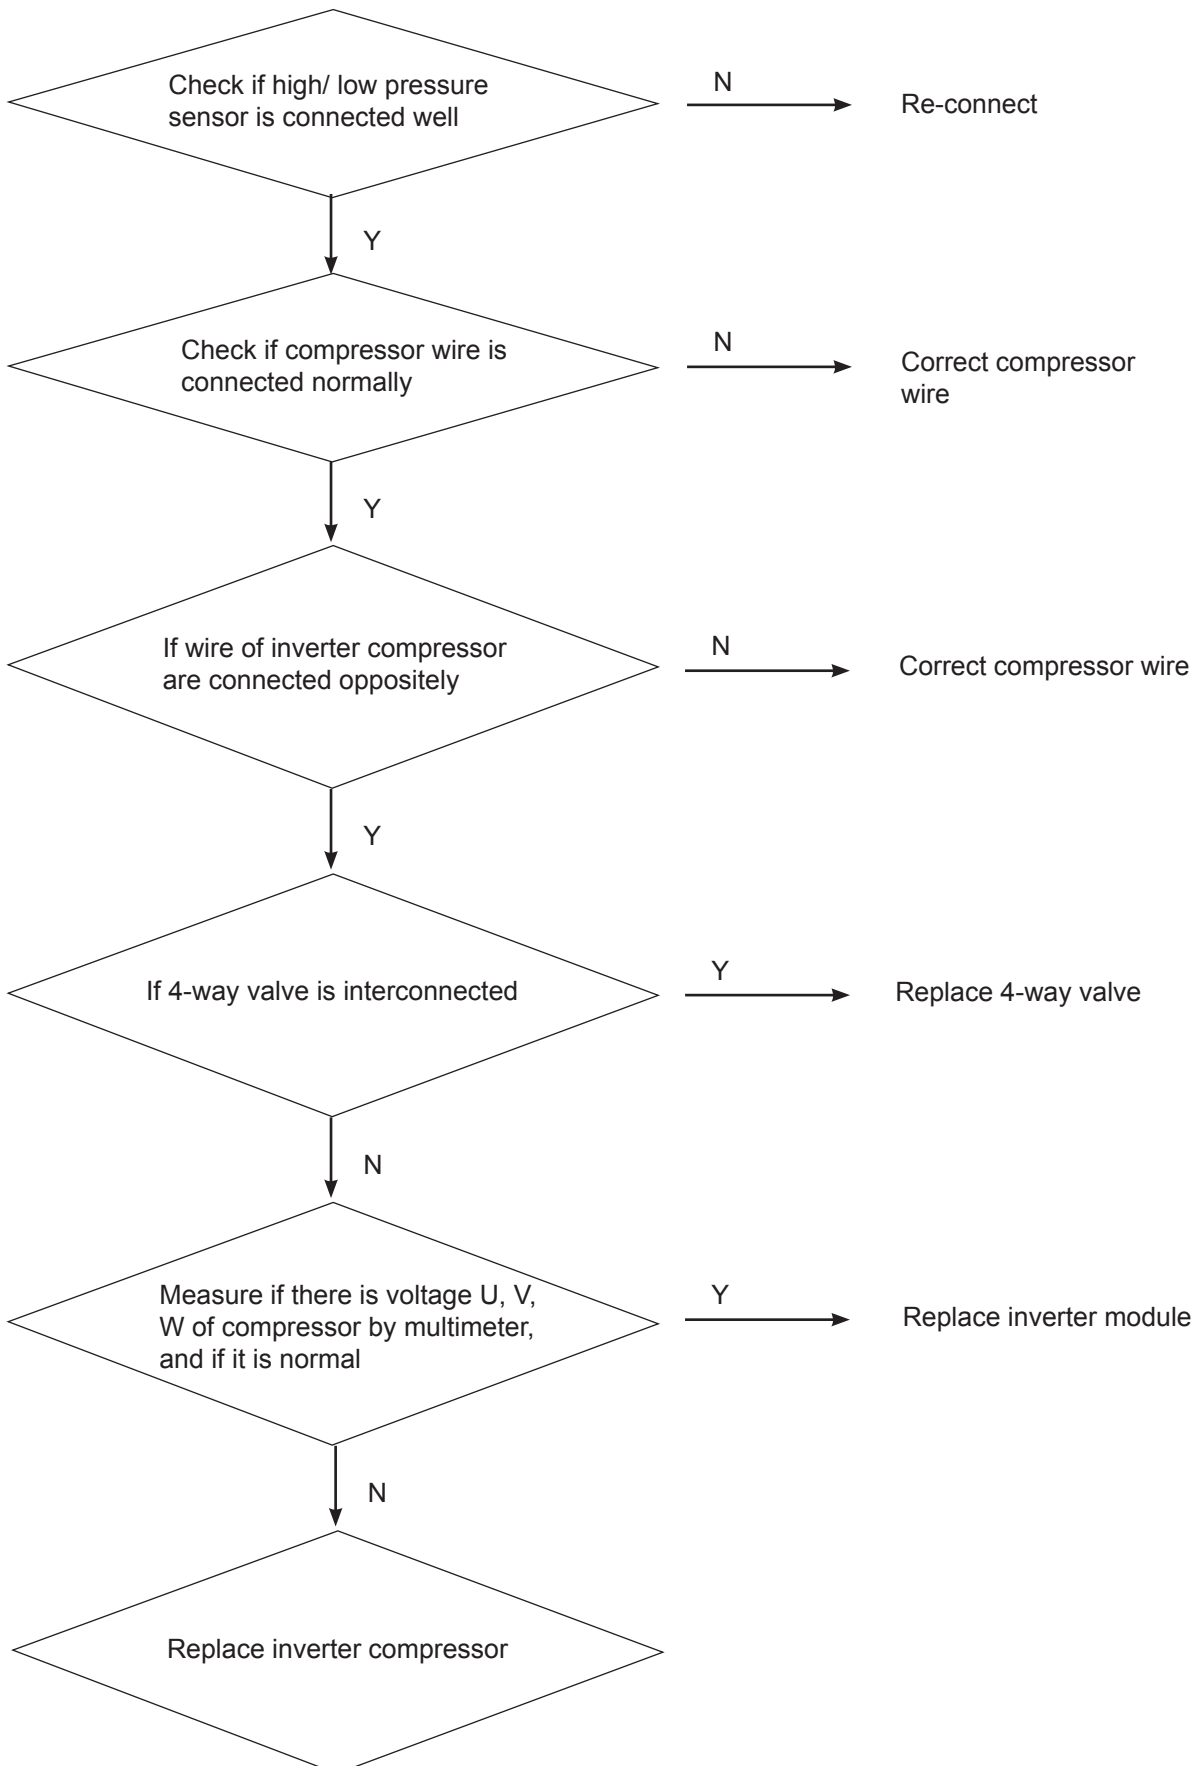 Check if high/ low pressure
sensor is connected well
N
Re-connect
Y
Check if compressor wire is
connected normally
N
Correct compressor
wire
Y
If wire of inverter compressor
are connected oppositely
N
Correct compressor wire
Y
If 4-way valve is interconnected
Y
Replace 4-way valve
N
Measure if there is voltage U, V,
W of compressor by multimeter,
and if it is normal
Y
Replace inverter module
N
Replace inverter compressor